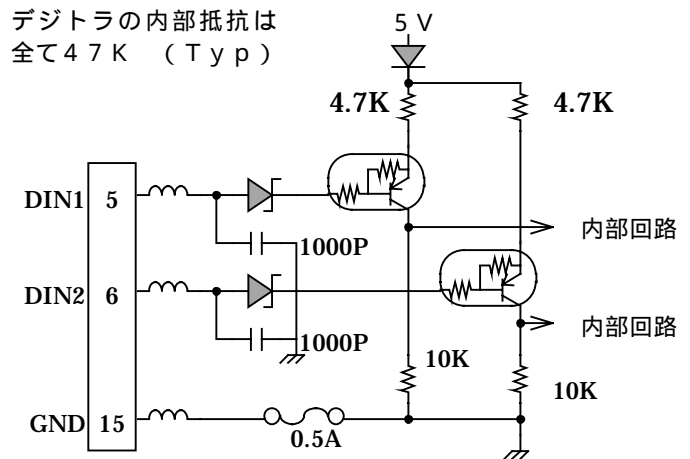 デジトラの内部抵抗は
全て47K (Typ)
5 V
4.7K
4.7K
DIN1
5
1000P
内部回路
DIN2
6
1000P
内部回路
10K
10K
GND
15
0.5A